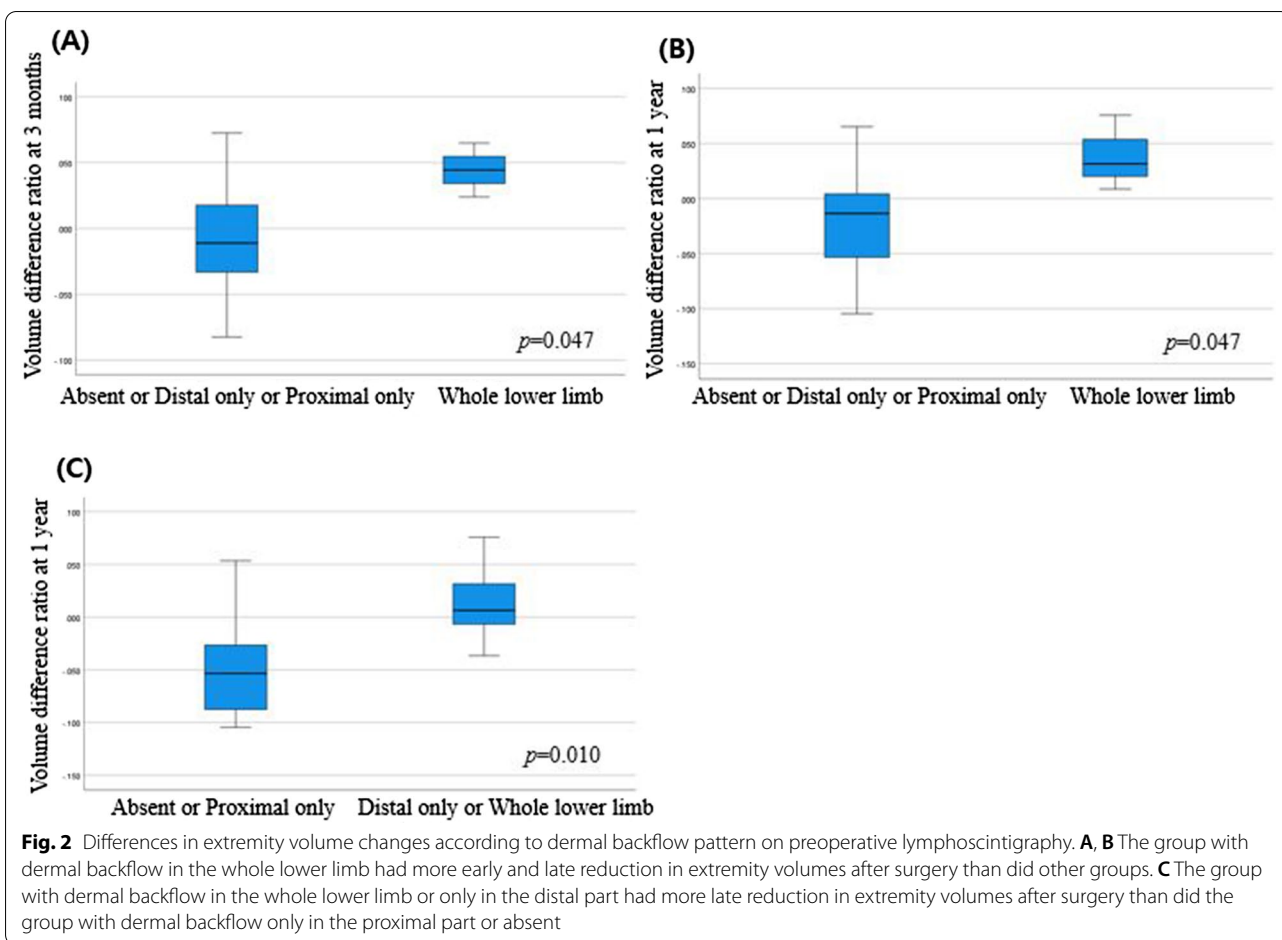 (A)
Volume difference ratio at 3 months
.100
.050
.000
-.050
-.100
p=0.047
Absent or Distal only or Proximal only Whole lower limb
(B)
Volume difference ratio at 1 year
.100
.050
.000
-.050
-.100
-.150
p=0.047
Absent or Distal only or Proximal only Whole lower limb
(C)
Volume difference ratio at 1 year
.100
.050
.000
-.050
-.100
-.150
p=0.010
Absent or Proximal only Distal only or Whole lower limb
Fig. 2 Differences in extremity volume changes according to dermal backflow pattern on preoperative lymphoscintigraphy. A, B The group with
dermal backflow in the whole lower limb had more early and late reduction in extremity volumes after surgery than did other groups. C The group
with dermal backflow in the whole lower limb or only in the distal part had more late reduction in extremity volumes after surgery than did the
group with dermal backflow only in the proximal part or absent